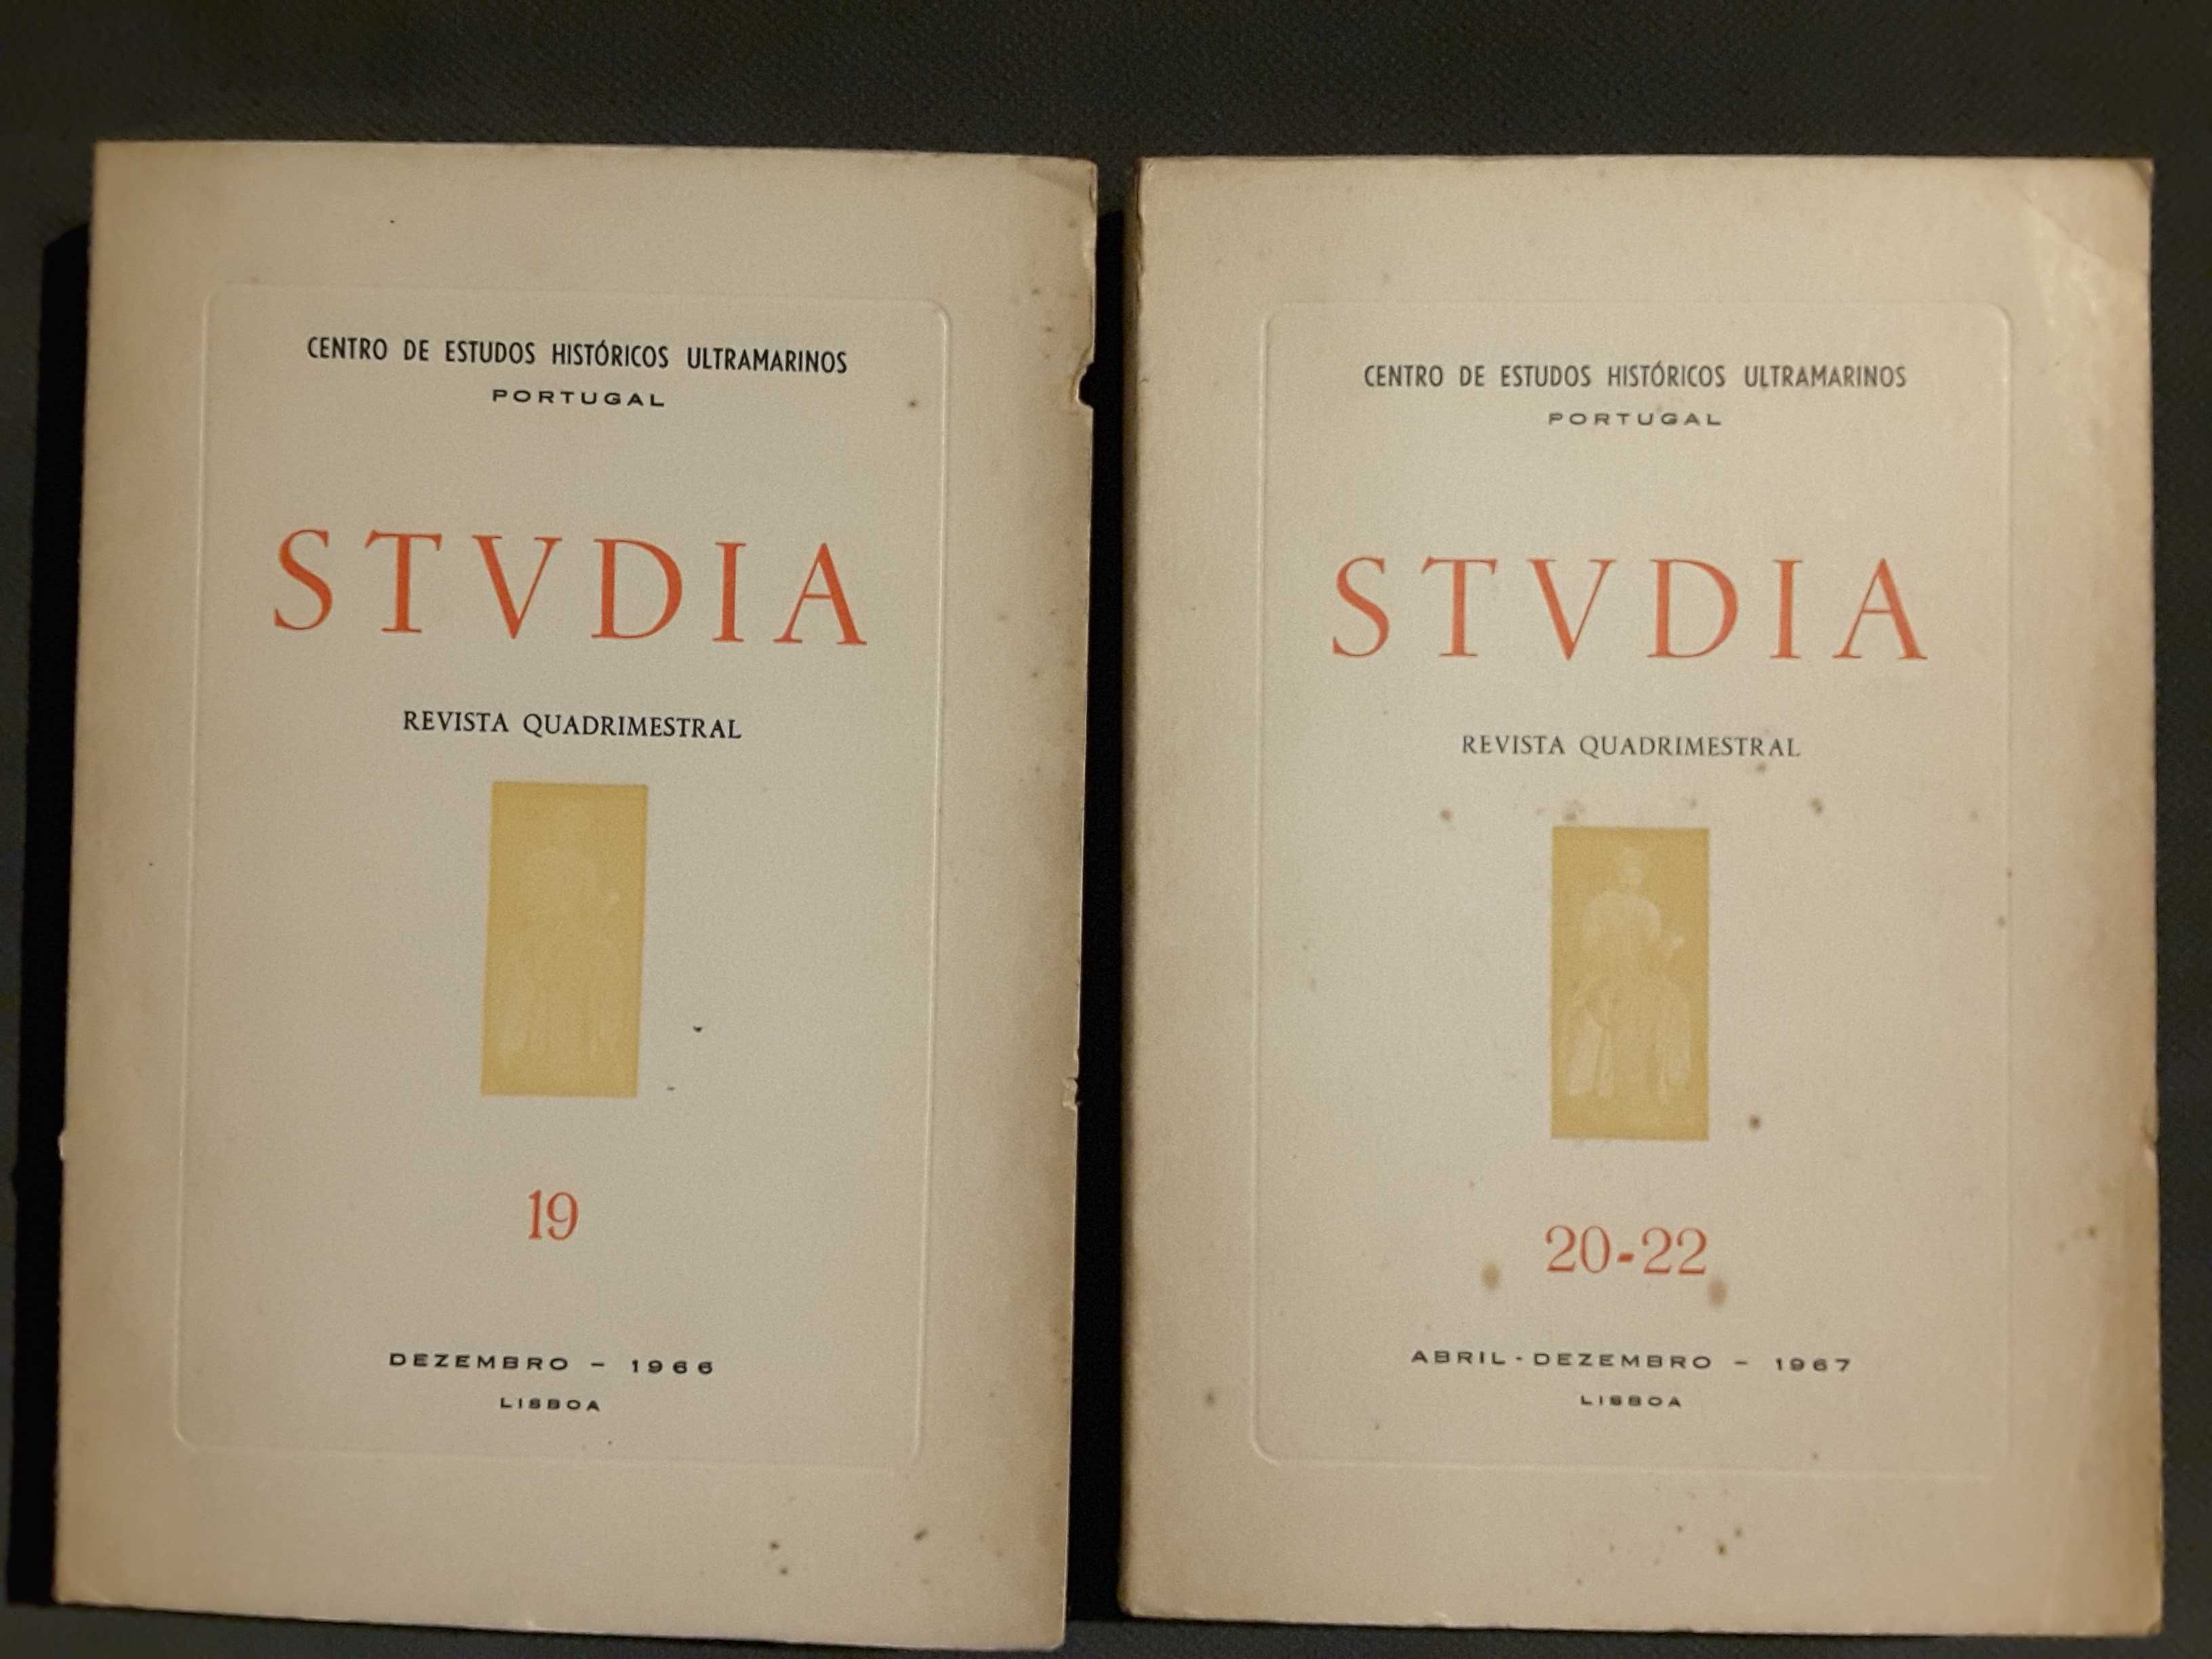 CENTRO DE ESTUDOS HISTÓRICOS ULTRAMARINOS
PORTUGAL
STVDIA
REVISTA QUADRIMESTRAL
19
DEZEMBRO - 1966
LISBOA
CENTRO DE ESTUDOS HISTÓRICOS ULTRAMARINOS
PORTUGAL
STVDIA
REVISTA QUADRIMESTRAL
20-22
ABRIL-DEZEMBRO - 1967
LISBOA